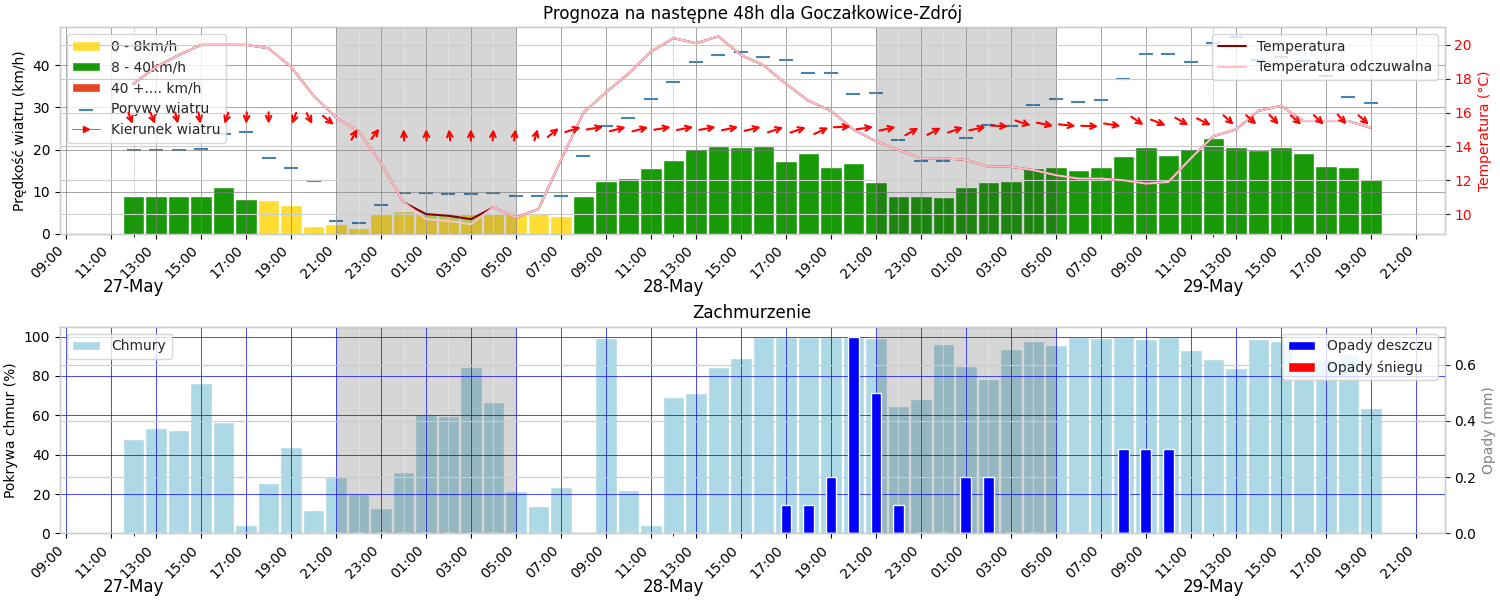 Prognoza na następne 48h dla Goczałkowice-Zdrój
Prędkość wiatru (km/h)
40
30
20
10
0
0 - 8km/h
8 - 40km/h
40 +.... km/h
Porywy wiatru
Kierunek wiatru
Temperatura
Temperatura odczuwalna
20
18
16
14
12
10
Temperatura (°C)
09:00 11:00 13:00 15:00 17:00 19:00 21:00 23:00 01:00 03:00 05:00 07:00 09:00 11:00 13:00 15:00 17:00 19:00 21:00 23:00 01:00 03:00 05:00 07:00 09:00 11:00 13:00 15:00 17:00 19:00 21:00
27-May 28-May 29-May
Zachmurzenie
Pokrywa chmur (%)
100
80
60
40
20
0
Chmury
Opady deszczu
Opady śniegu
0.6
0.4
0.2
0.0
Opady (mm)
09:00 11:00 13:00 15:00 17:00 19:00 21:00 23:00 01:00 03:00 05:00 07:00 09:00 11:00 13:00 15:00 17:00 19:00 21:00 23:00 01:00 03:00 05:00 07:00 09:00 11:00 13:00 15:00 17:00 19:00 21:00
27-May 28-May 29-May